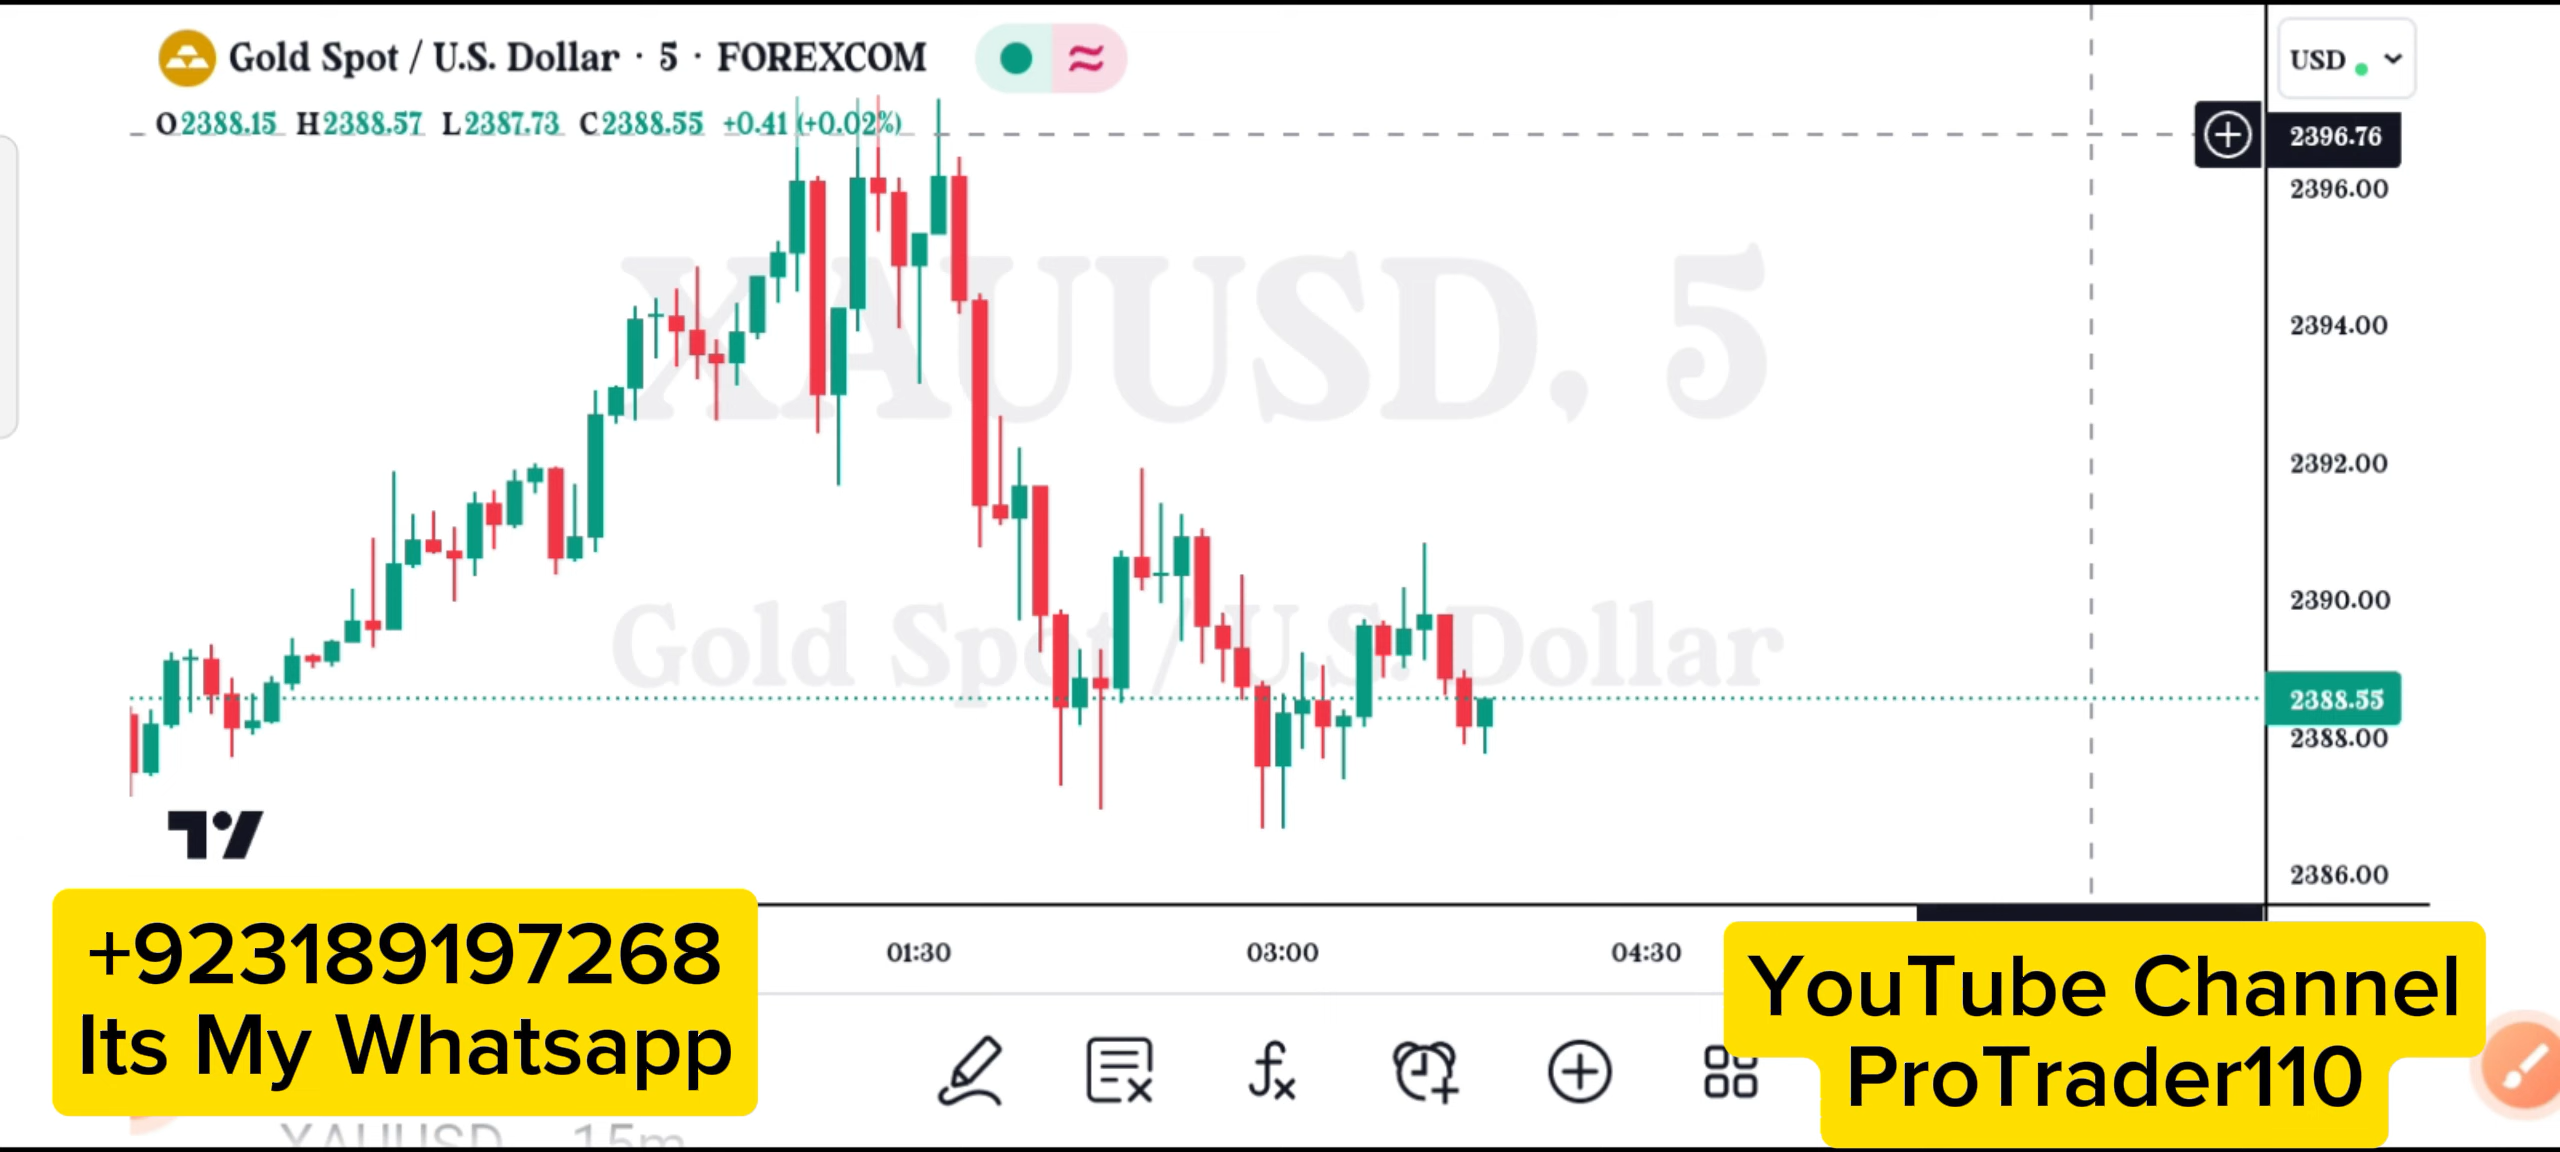 Gold Spot / U.S. Dollar · 5 · FOREXCOM
O2388.15 H2388.57 L2387.73 C2388.55 +0.41 (+0.02%)
USD
2396.76
2396.00
2394.00
2392.00
2390.00
2388.55
2388.00
2386.00
XAUUSD, 5
Gold Spot / U.S. Dollar
01:30 03:00 04:30
+923189197268
Its My Whatsapp
YouTube Channel
ProTrader110
XAUUSD 15m